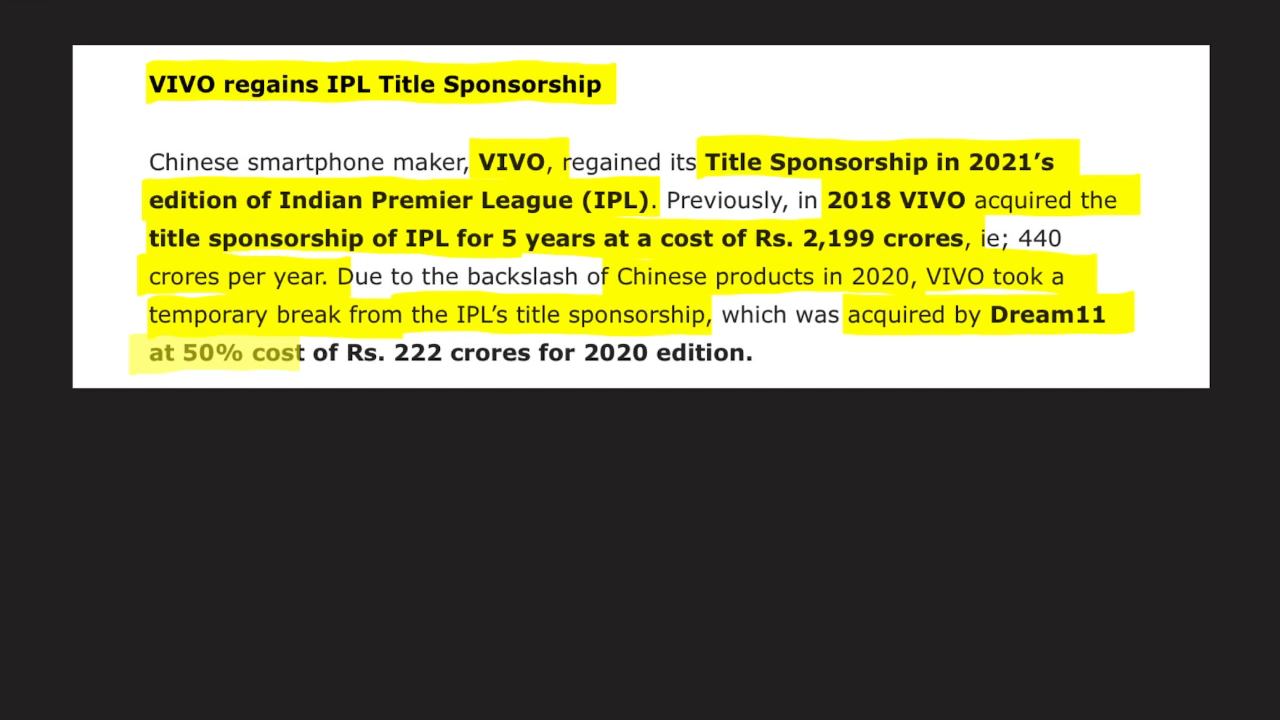 VIVO regains IPL Title Sponsorship
Chinese smartphone maker, VIVO, regained its Title Sponsorship in 2021’s
edition of Indian Premier League (IPL). Previously, in 2018 VIVO acquired the
title sponsorship of IPL for 5 years at a cost of Rs. 2,199 crores, ie; 440
crores per year. Due to the backslash of Chinese products in 2020, VIVO took a
temporary break from the IPL’s title sponsorship, which was acquired by Dream11
at 50% cost of Rs. 222 crores for 2020 edition.